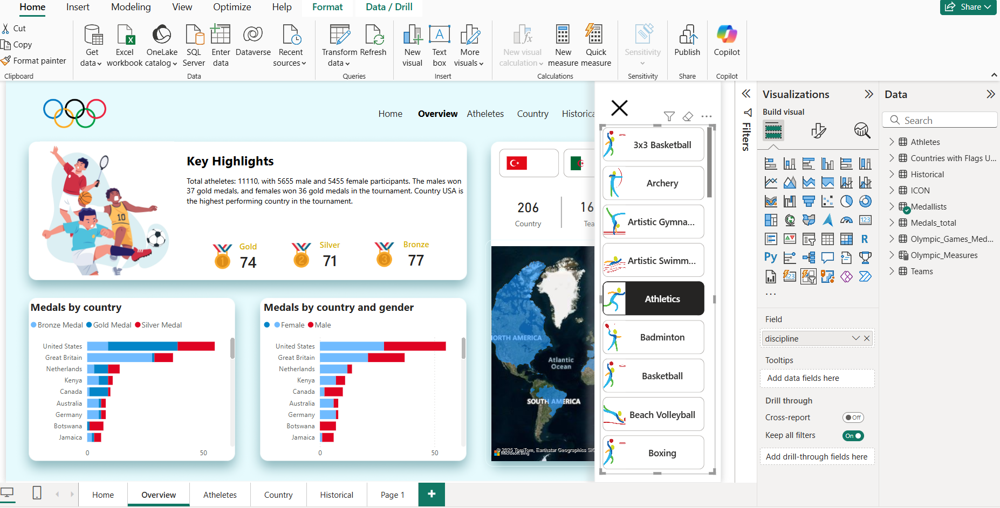 Home Insert Modeling View Optimize Help Format Data / Drill Share
Cut
Copy
Format painter
Clipboard
Get data
Excel workbook
OneLake catalog
SQL Server
Enter data
Dataverse
Recent sources
Data
Transform data
Refresh
Queries
New visual
Text box
More visuals
Insert
New visual calculation
New measure
Quick measure
Calculations
Sensitivity
Sensitivity
Publish
Share
Copilot
Copilot
Home Overview Atheletes Country Historica
Key Highlights
Total atheletes: 11110, with 5655 male and 5455 female participants. The males won
37 gold medals, and females won 36 gold medals in the tournament. Country USA is
the highest performing country in the tournament.
10
Gold
1
74
Silver
2
71
Bronze
3
77
206
Country
16
Tea
Medals by country
Bronze Medal Gold Medal Silver Medal
United States
Great Britain
Netherlands
Kenya
Canada
Australia
Germany
Botswana
Jamaica
0 50
Medals by country and gender
Female Male
United States
Great Britain
Netherlands
Kenya
Canada
Australia
Germany
Botswana
Jamaica
0 50
NORTH AMERICA
Atlantic
Ocean
SOUTH AMERICA
© 2025 TomTom, Earthstar Geographics SIO
Microsoft Bing
3x3 Basketball
Archery
Artistic Gymna...
Artistic Swimm...
Athletics
Badminton
Basketball
Beach Volleyball
Boxing
Filters
Visualizations
Build visual
123
R
Py
123
...
Field
discipline
Tooltips
Add data fields here
Drill through
Cross-report Off
Keep all filters On
Add drill-through fields here
Data
Search
Athletes
Countries with Flags U...
Historical
ICON
Medallists
Medals_total
Olympic_Games_Med...
Olympic_Measures
Teams
Home Overview Atheletes Country Historical Page 1 +